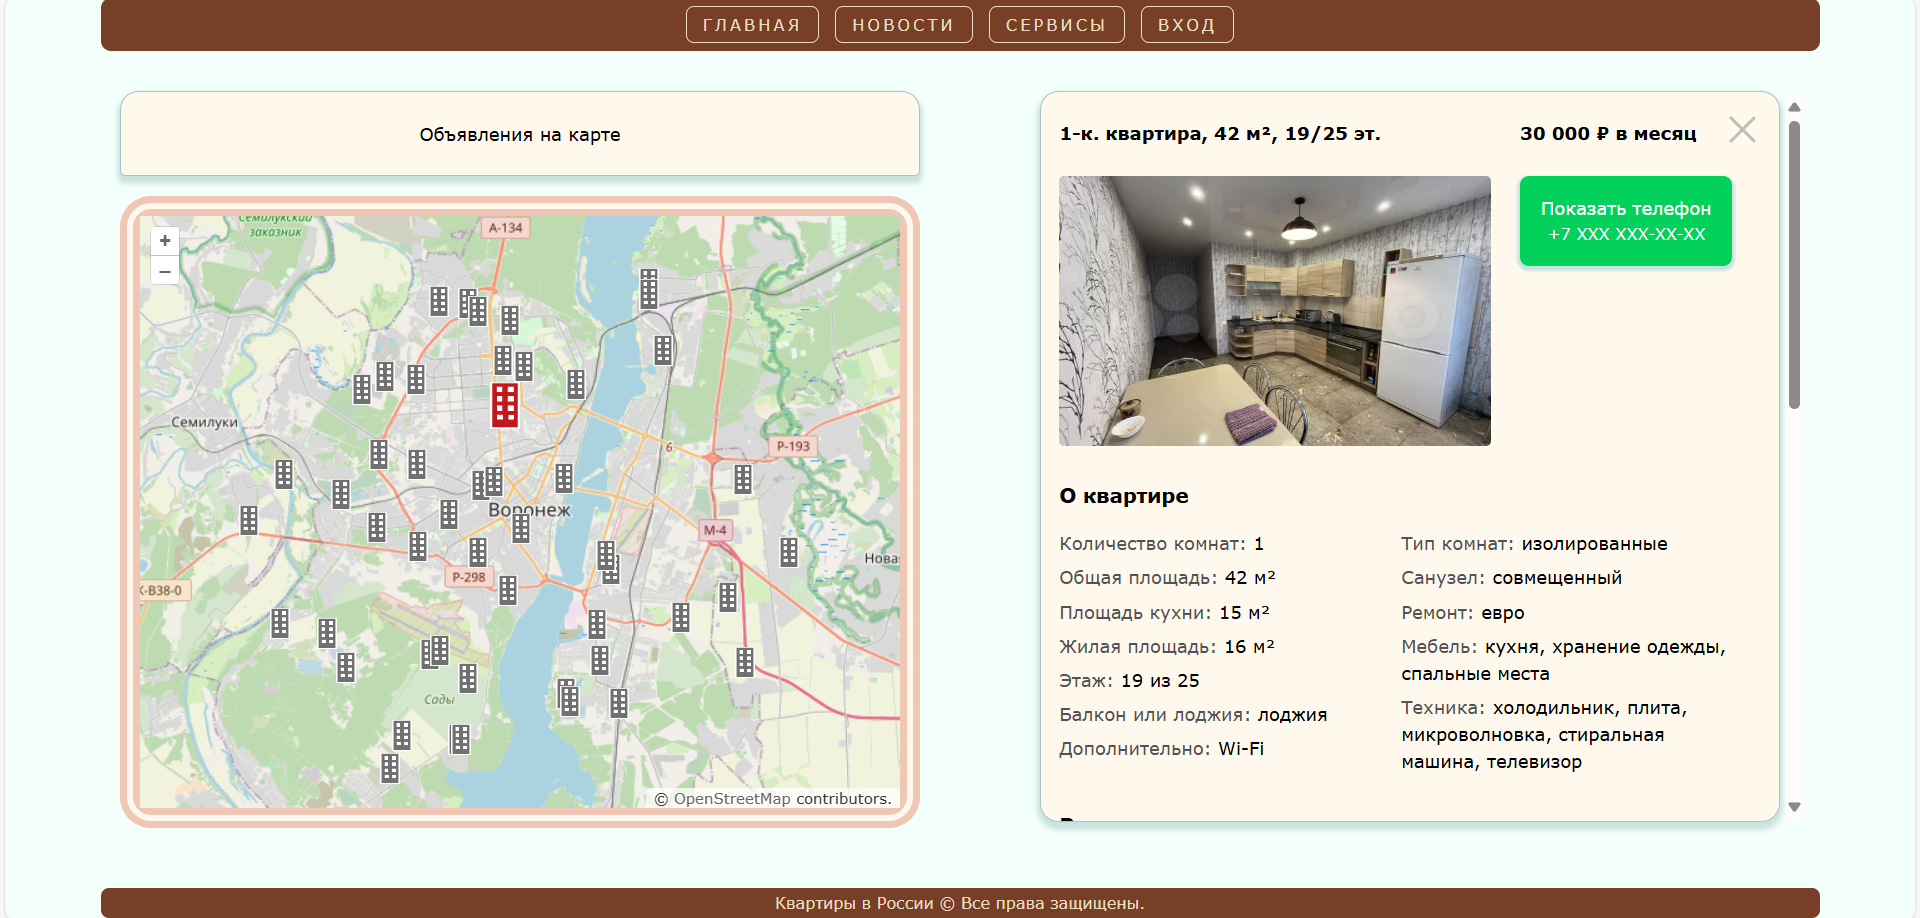 ГЛАВНАЯ
НОВОСТИ
СЕРВИСЫ
ВХОД
Объявления на карте
+
−
Семилукский
заказник
А-134
Семилуки
6
Р-193
Воронеж
М-4
Р-298
Сады
© OpenStreetMap contributors.
1-к. квартира, 42 м², 19/25 эт.
30 000 ₽ в месяц
Показать телефон
+7 XXX XXX-XX-XX
О квартире
Количество комнат: 1
Общая площадь: 42 м²
Площадь кухни: 15 м²
Жилая площадь: 16 м²
Этаж: 19 из 25
Балкон или лоджия: лоджия
Дополнительно: Wi-Fi
Тип комнат: изолированные
Санузел: совмещенный
Ремонт: евро
Мебель: кухня, хранение одежды,
спальные места
Техника: холодильник, плита,
микроволновка, стиральная
машина, телевизор
Квартиры в России © Все права защищены.